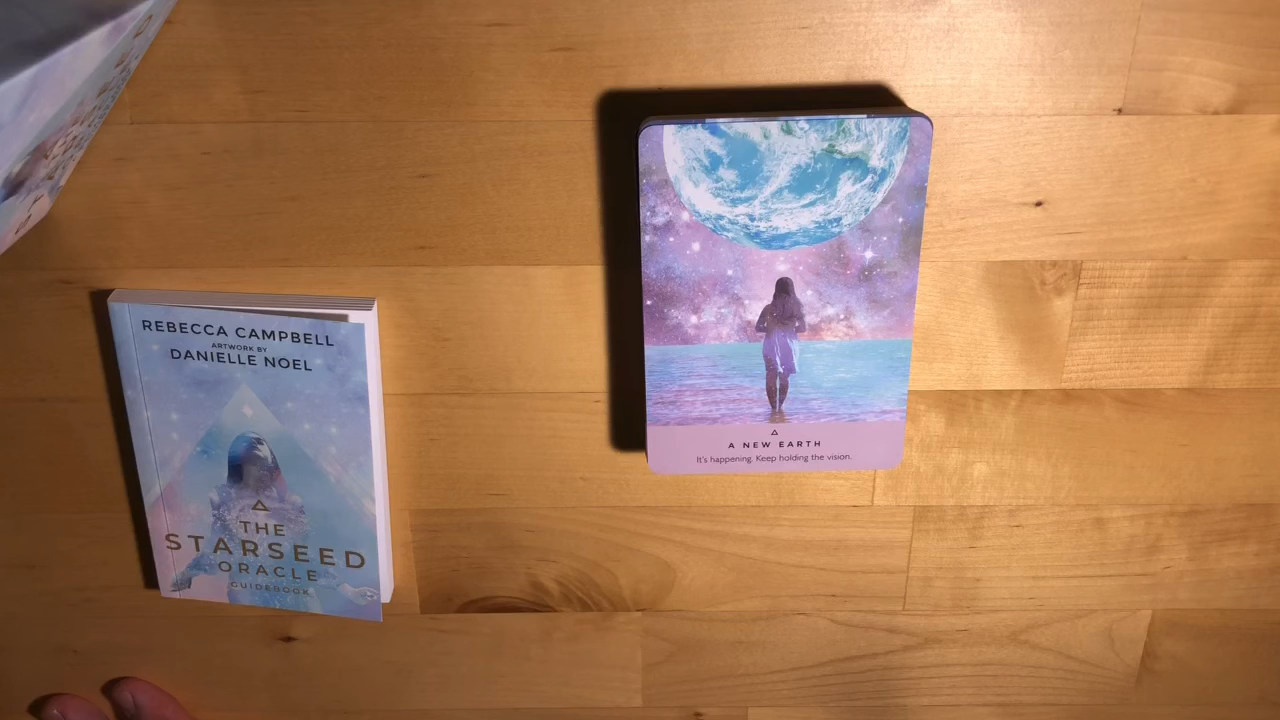 REBECCA CAMPBELL
ARTWORK BY
DANIELLE NOEL
THE
STARSEED
ORACLE
GUIDEBOOK
A NEW EARTH
It's happening. Keep holding the vision.